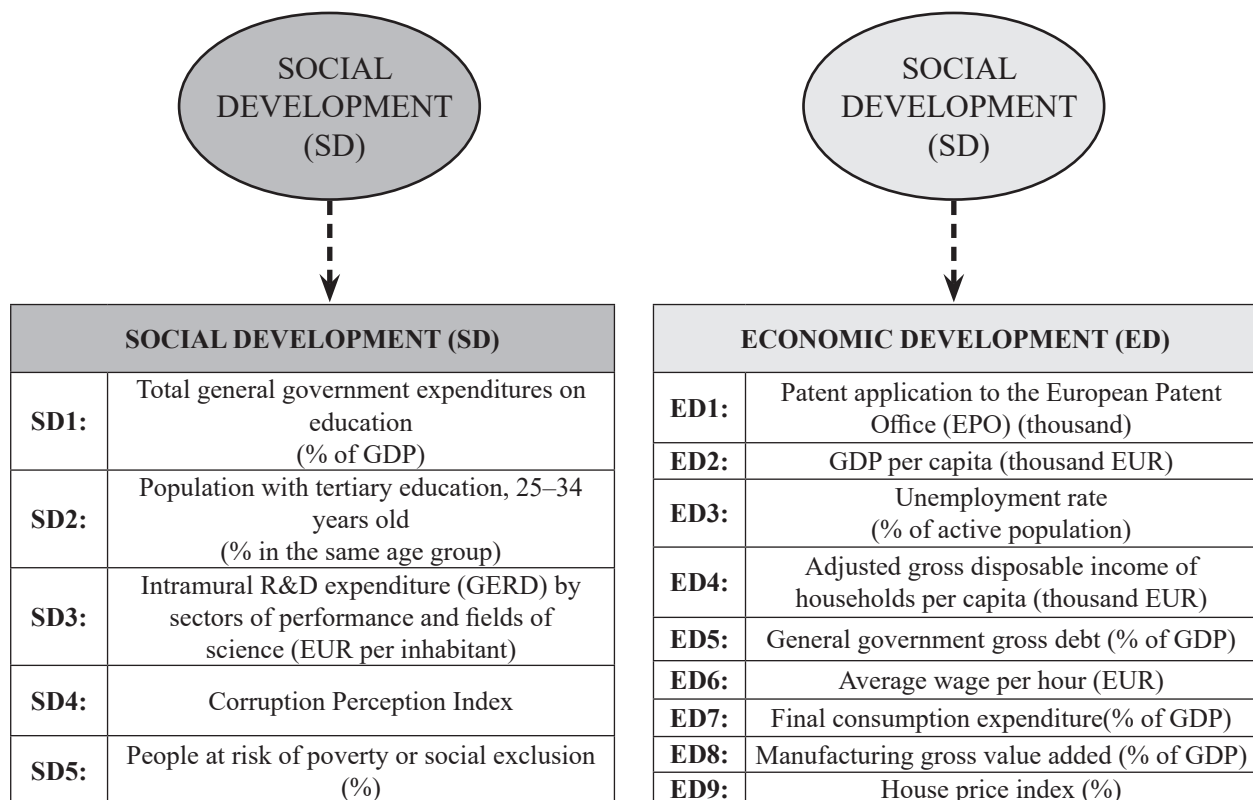 SOCIAL
DEVELOPMENT
(SD)
SOCIAL
DEVELOPMENT
(SD)
SOCIAL DEVELOPMENT (SD)
SD1:
Total general government expenditures on
education
(% of GDP)
SD2:
Population with tertiary education, 25–34
years old
(% in the same age group)
SD3:
Intramural R&D expenditure (GERD) by
sectors of performance and fields of
science (EUR per inhabitant)
SD4:
Corruption Perception Index
SD5:
People at risk of poverty or social exclusion
(%)
ECONOMIC DEVELOPMENT (ED)
ED1:
Patent application to the European Patent
Office (EPO) (thousand)
ED2:
GDP per capita (thousand EUR)
ED3:
Unemployment rate
(% of active population)
ED4:
Adjusted gross disposable income of
households per capita (thousand EUR)
ED5:
General government gross debt (% of GDP)
ED6:
Average wage per hour (EUR)
ED7:
Final consumption expenditure(% of GDP)
ED8:
Manufacturing gross value added (% of GDP)
ED9:
House price index (%)